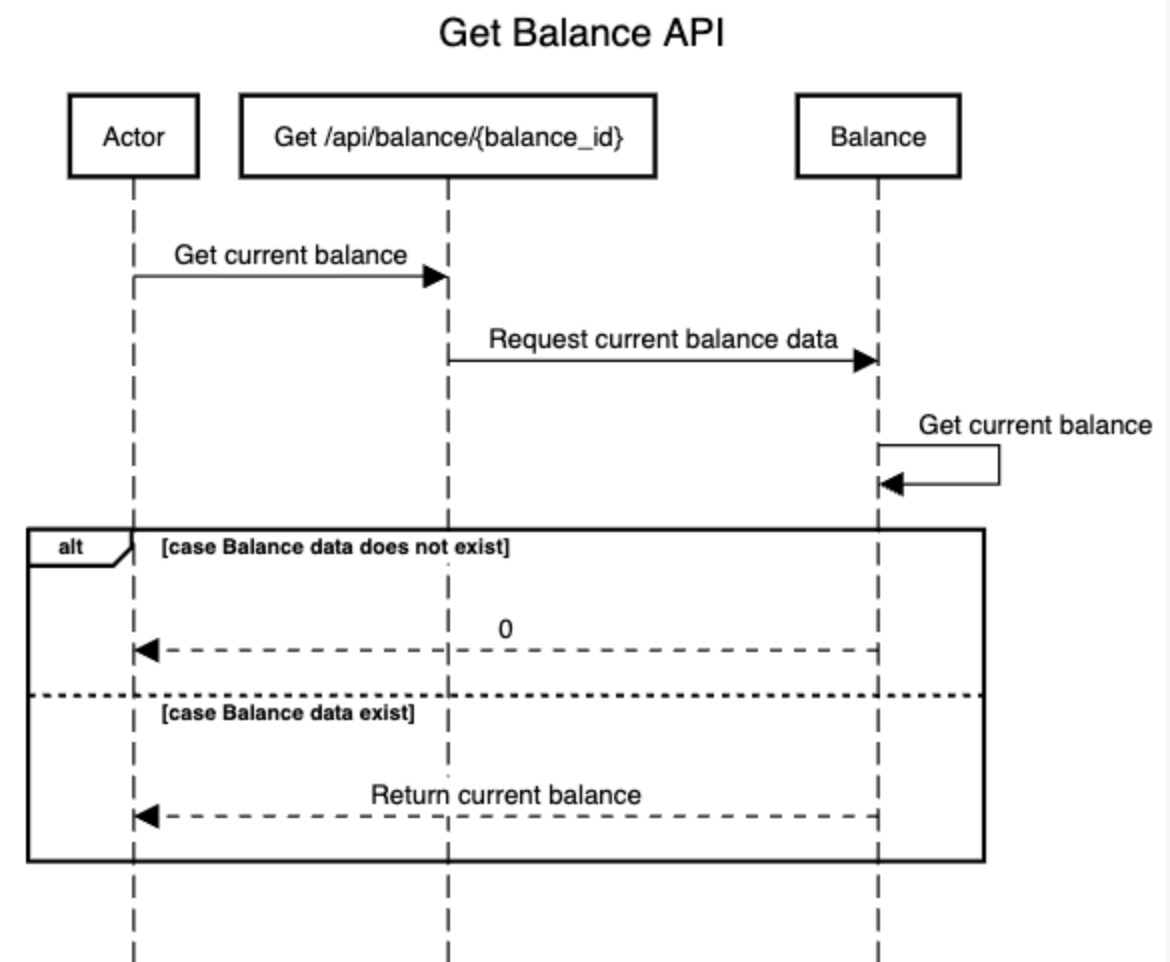 Get Balance API
Actor
Get /api/balance/{balance_id}
Balance
Get current balance
Request current balance data
Get current balance
alt
[case Balance data does not exist]
0
[case Balance data exist]
Return current balance